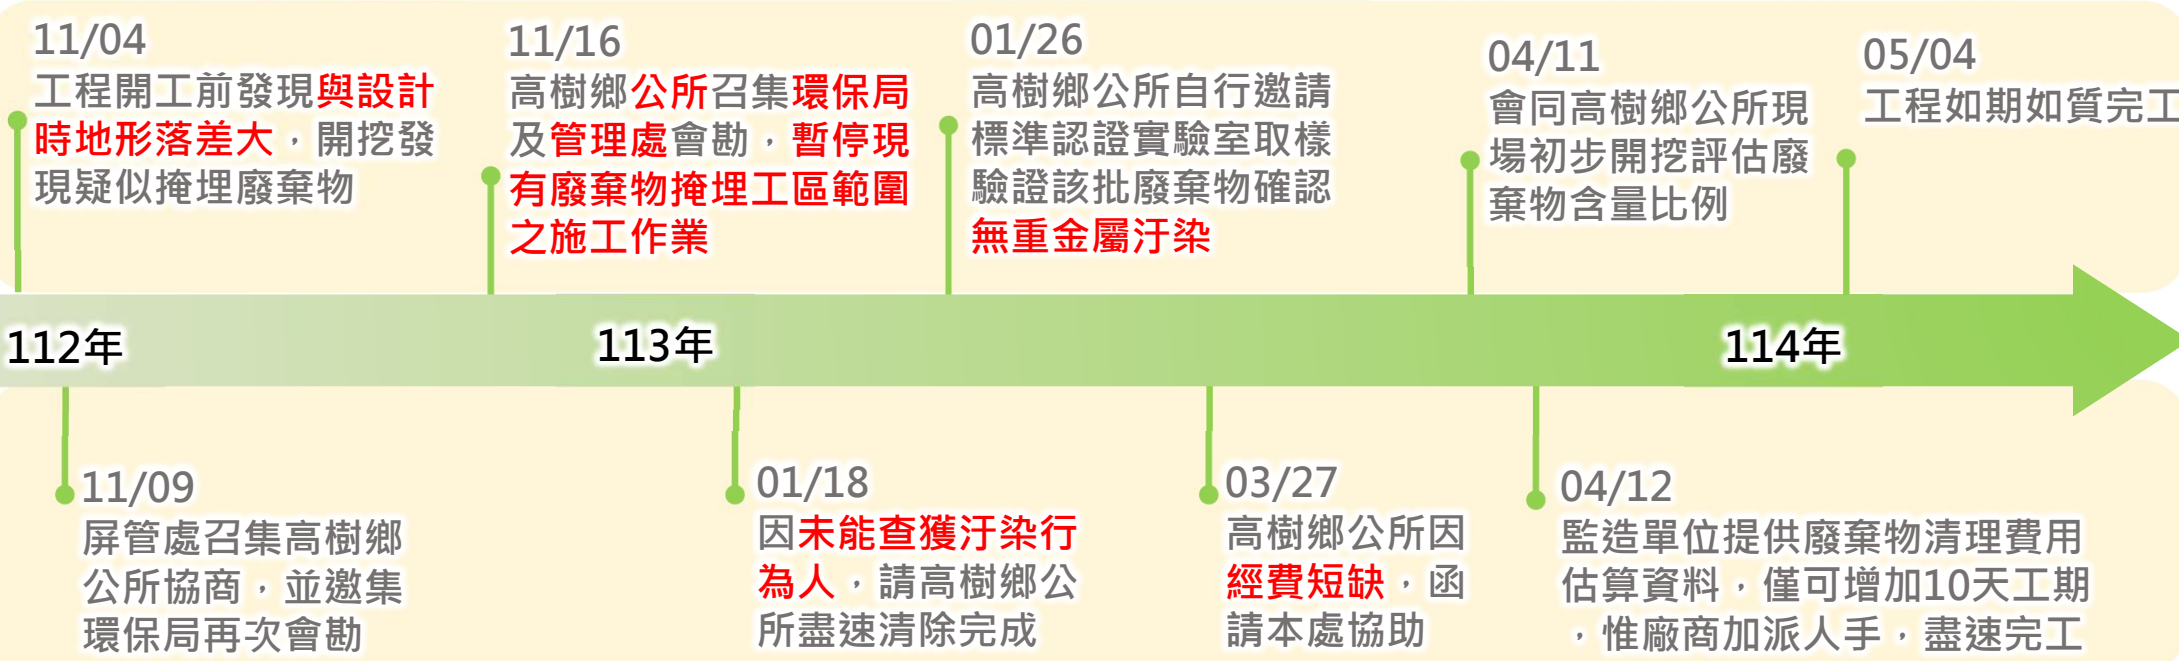 11/04
工程開工前發現與設計
時地形落差大，開挖發
現疑似掩埋廢棄物
11/16
高樹鄉公所召集環保局
及管理處會勘，暫停現
有廢棄物掩埋工區範圍
之施工作業
01/26
高樹鄉公所自行邀請
標準認證實驗室取樣
驗證該批廢棄物確認
無重金屬汙染
04/11
會同高樹鄉公所現
場初步開挖評估廢
棄物含量比例
05/04
工程如期如質完工
112年
113年
114年
11/09
屏管處召集高樹鄉
公所協商，並邀集
環保局再次會勘
01/18
因未能查獲汙染行
為人，請高樹鄉公
所盡速清除完成
03/27
高樹鄉公所因
經費短缺，函
請本處協助
04/12
監造單位提供廢棄物清理費用
估算資料，僅可增加10天工期
，惟廠商加派人手，盡速完工